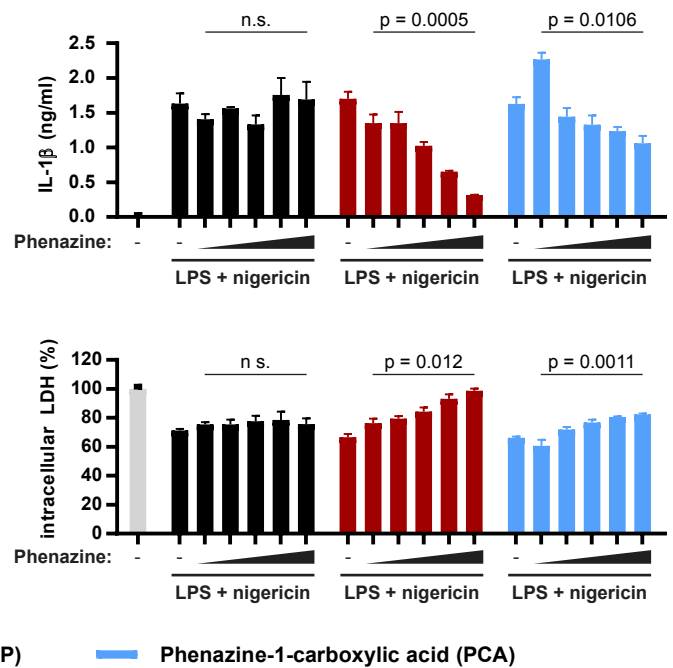 n.s. p = 0.0005 p = 0.0106
IL-1β (ng/ml)
2.5
2.0
1.5
1.0
0.5
0.0
Phenazine: - - - -
LPS + nigericin LPS + nigericin LPS + nigericin
n s. p = 0.012 p = 0.0011
intracellular LDH (%)
120
100
80
60
40
20
0
Phenazine: - - - -
LPS + nigericin LPS + nigericin LPS + nigericin
P) Phenazine-1-carboxylic acid (PCA)